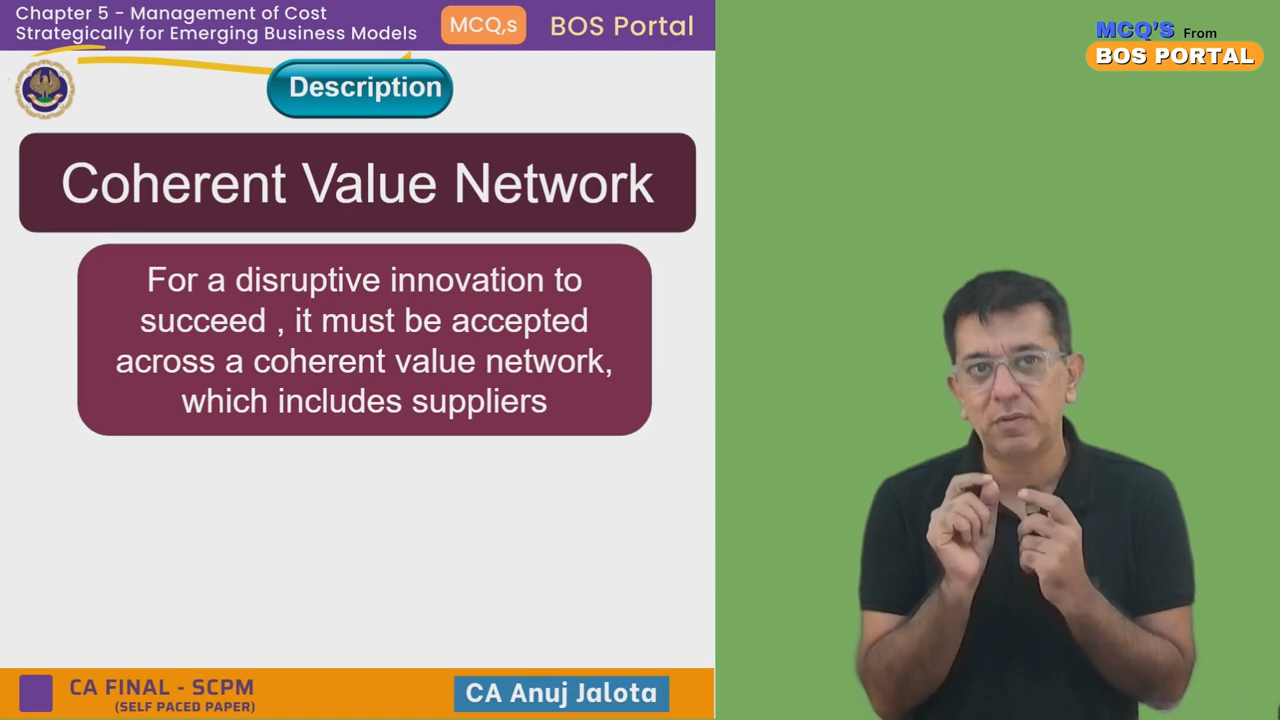 Chapter 5 - Management of Cost
Strategically for Emerging Business Models
MCQ,s
BOS Portal
MCQ'S From
BOS PORTAL
Description
Coherent Value Network
For a disruptive innovation to
succeed , it must be accepted
across a coherent value network,
which includes suppliers
CA FINAL - SCPM
(SELF PACED PAPER)
CA Anuj Jalota